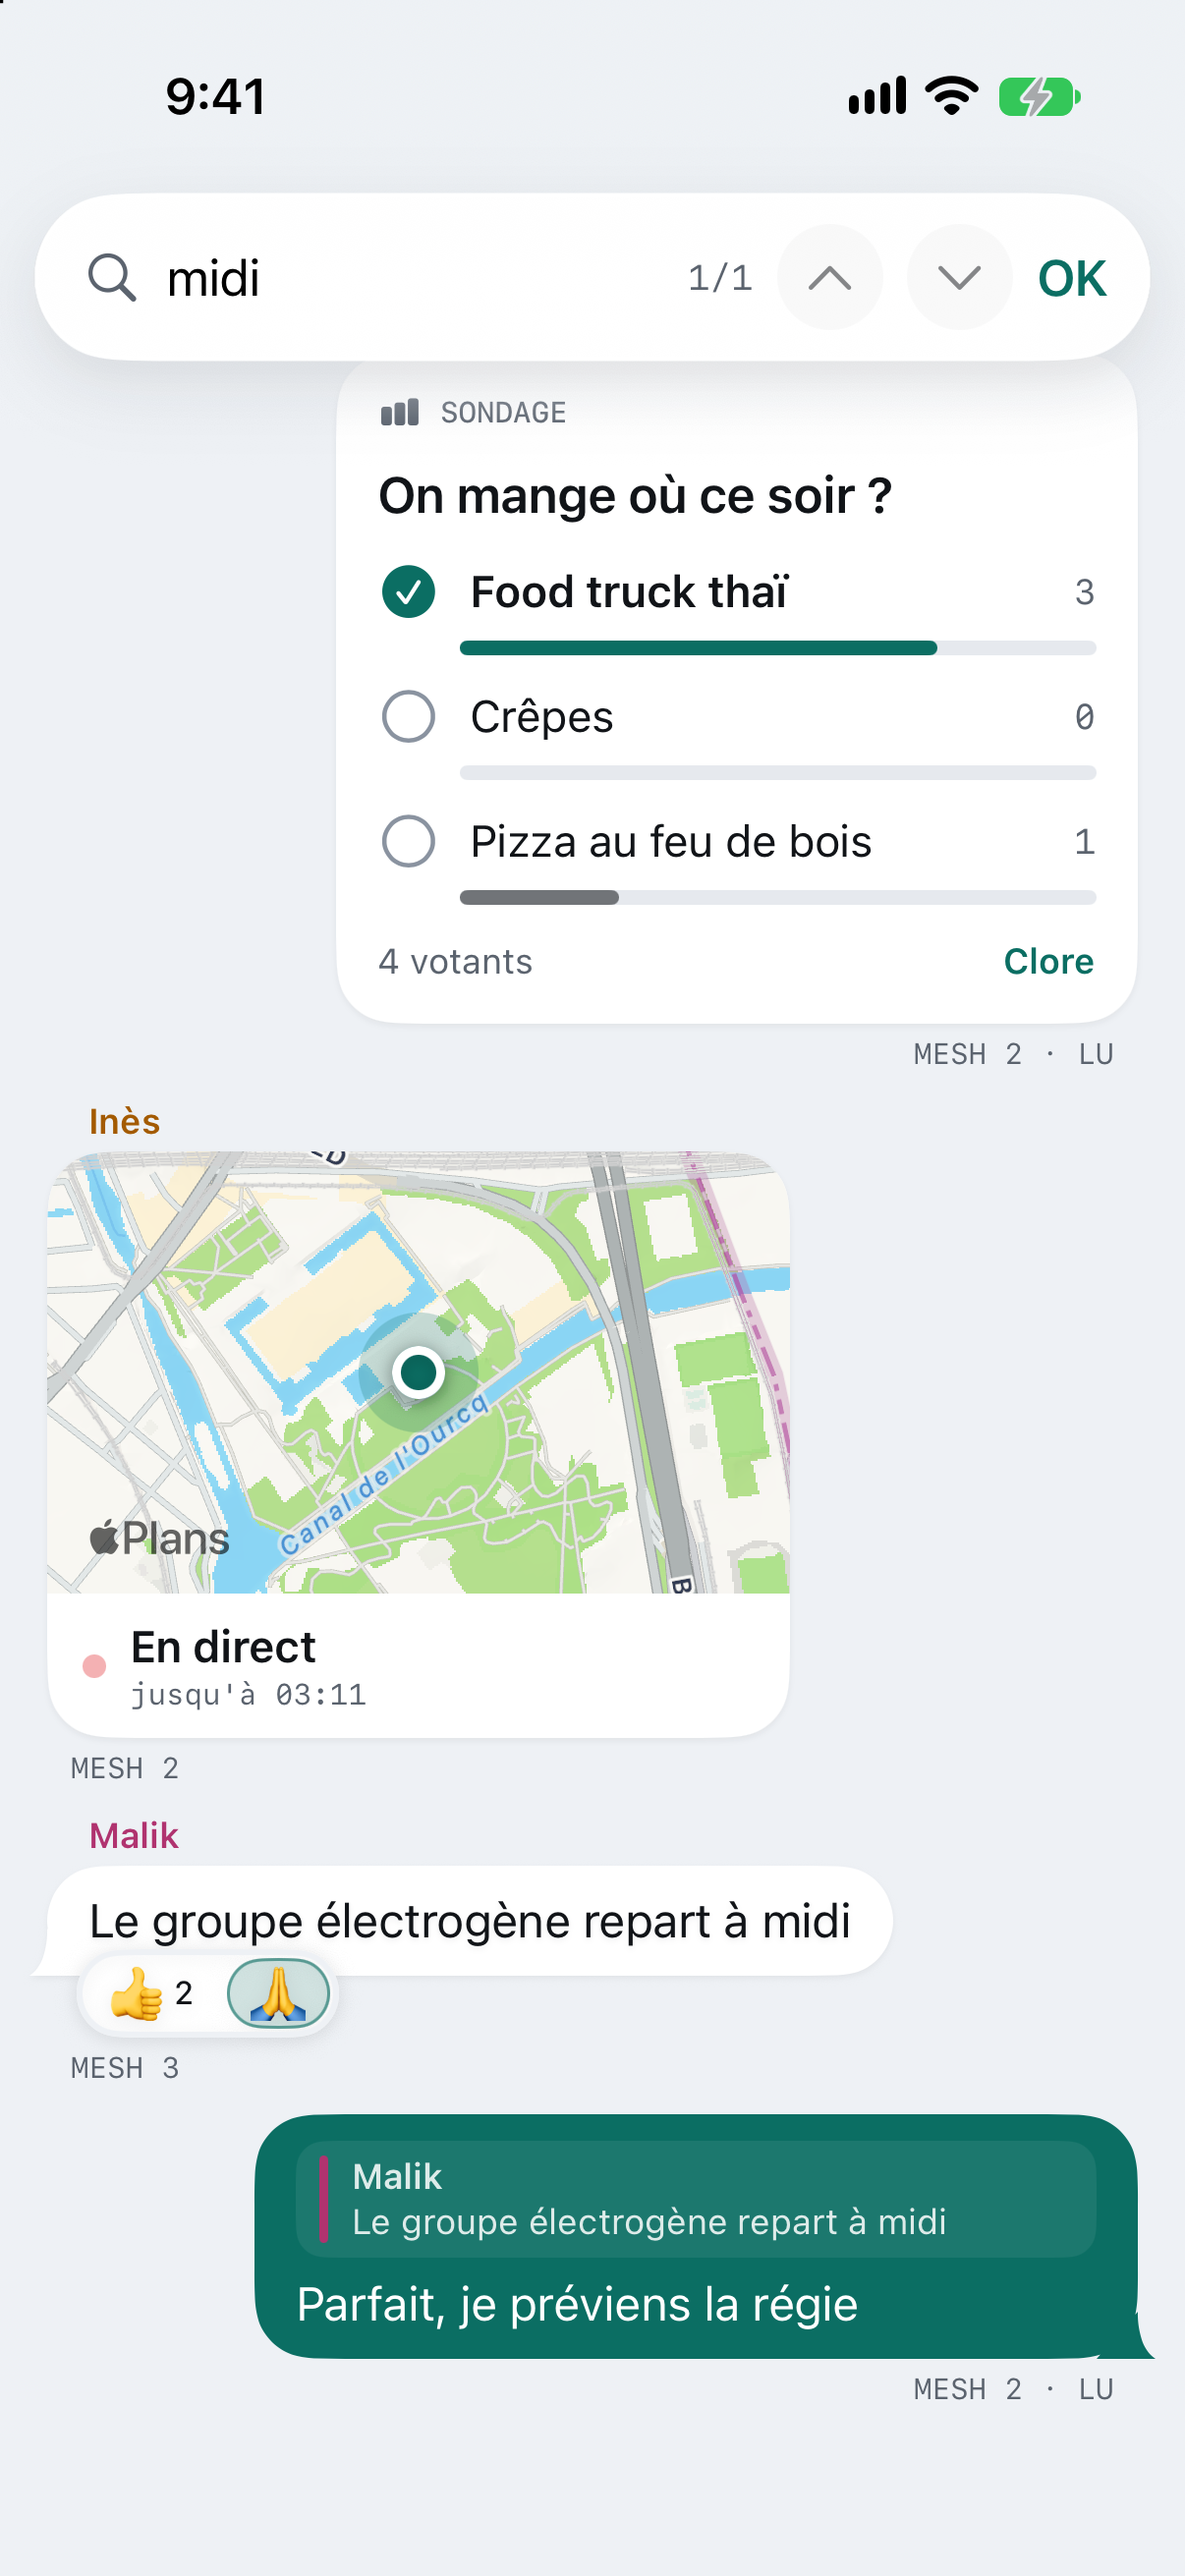 9:41
midi 1/1 OK
SONDAGE
On mange où ce soir ?
Food truck thaï 3
Crêpes 0
Pizza au feu de bois 1
4 votants Clore
MESH 2 · LU
Inès
Canal de l'Ourcq
Plans
B
En direct
jusqu'à 03:11
MESH 2
Malik
Le groupe électrogène repart à midi
👍 2 🙏
MESH 3
Malik
Le groupe électrogène repart à midi
Parfait, je préviens la régie
MESH 2 · LU